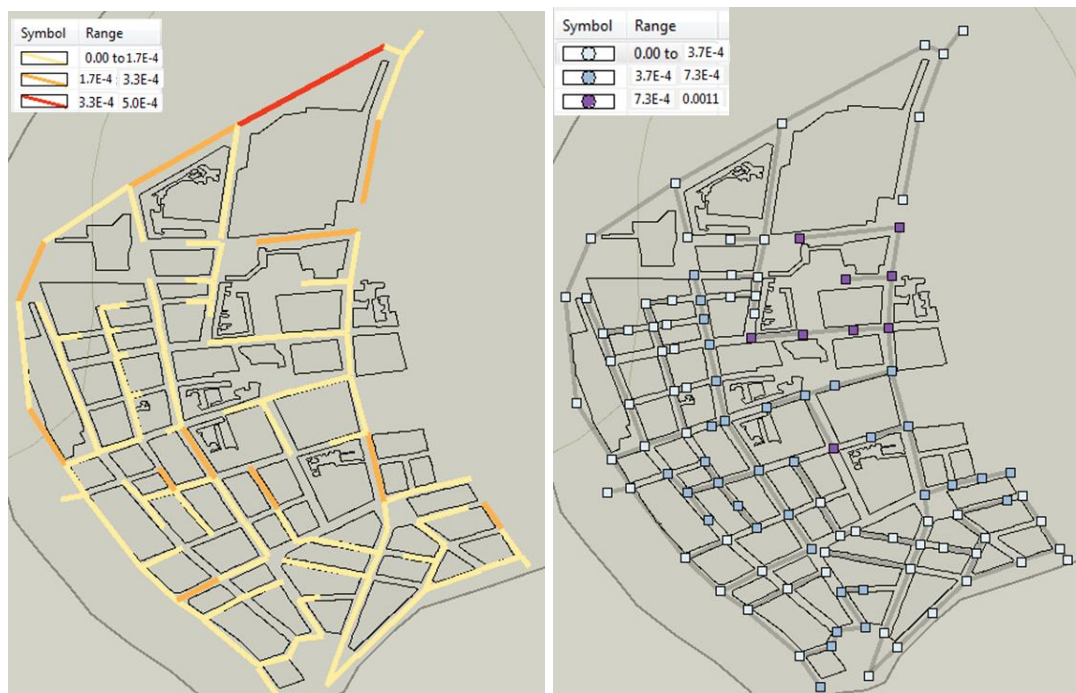 Symbol Range
0.00 to 1.7E-4
1.7E-4 3.3E-4
3.3E-4 5.0E-4
Symbol Range
0.00 to 3.7E-4
3.7E-4 7.3E-4
7.3E-4 0.0011